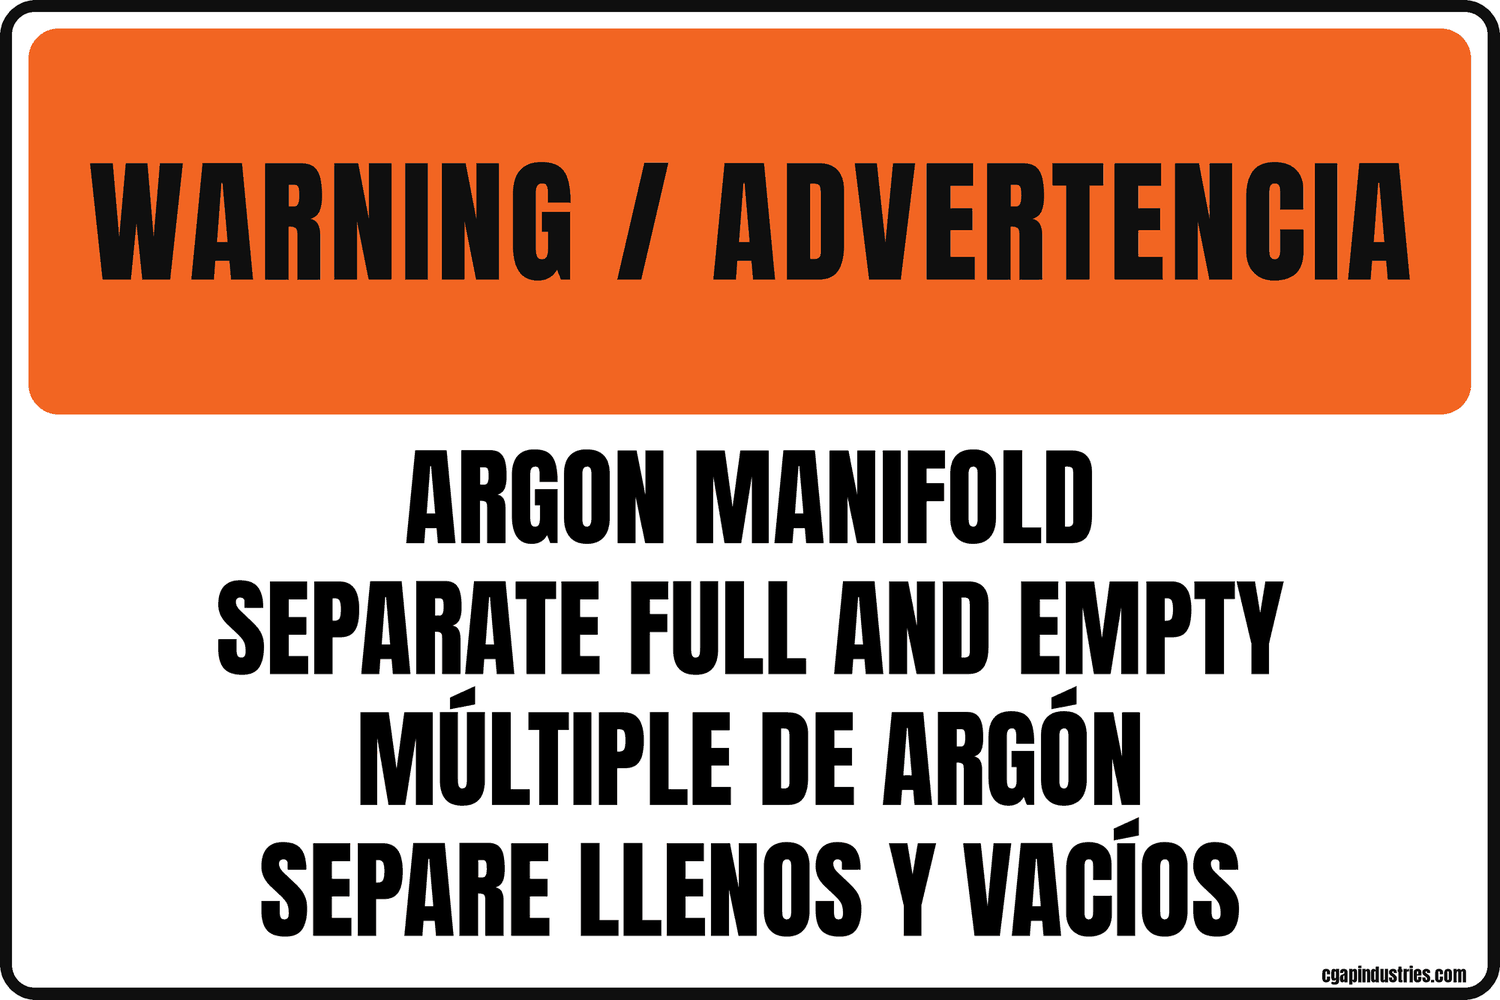 WARNING / ADVERTENCIA
ARGON MANIFOLD
SEPARATE FULL AND EMPTY
MÚLTIPLE DE ARGÓN
SEPARE LLENOS Y VACÍOS
cgapindustries.com